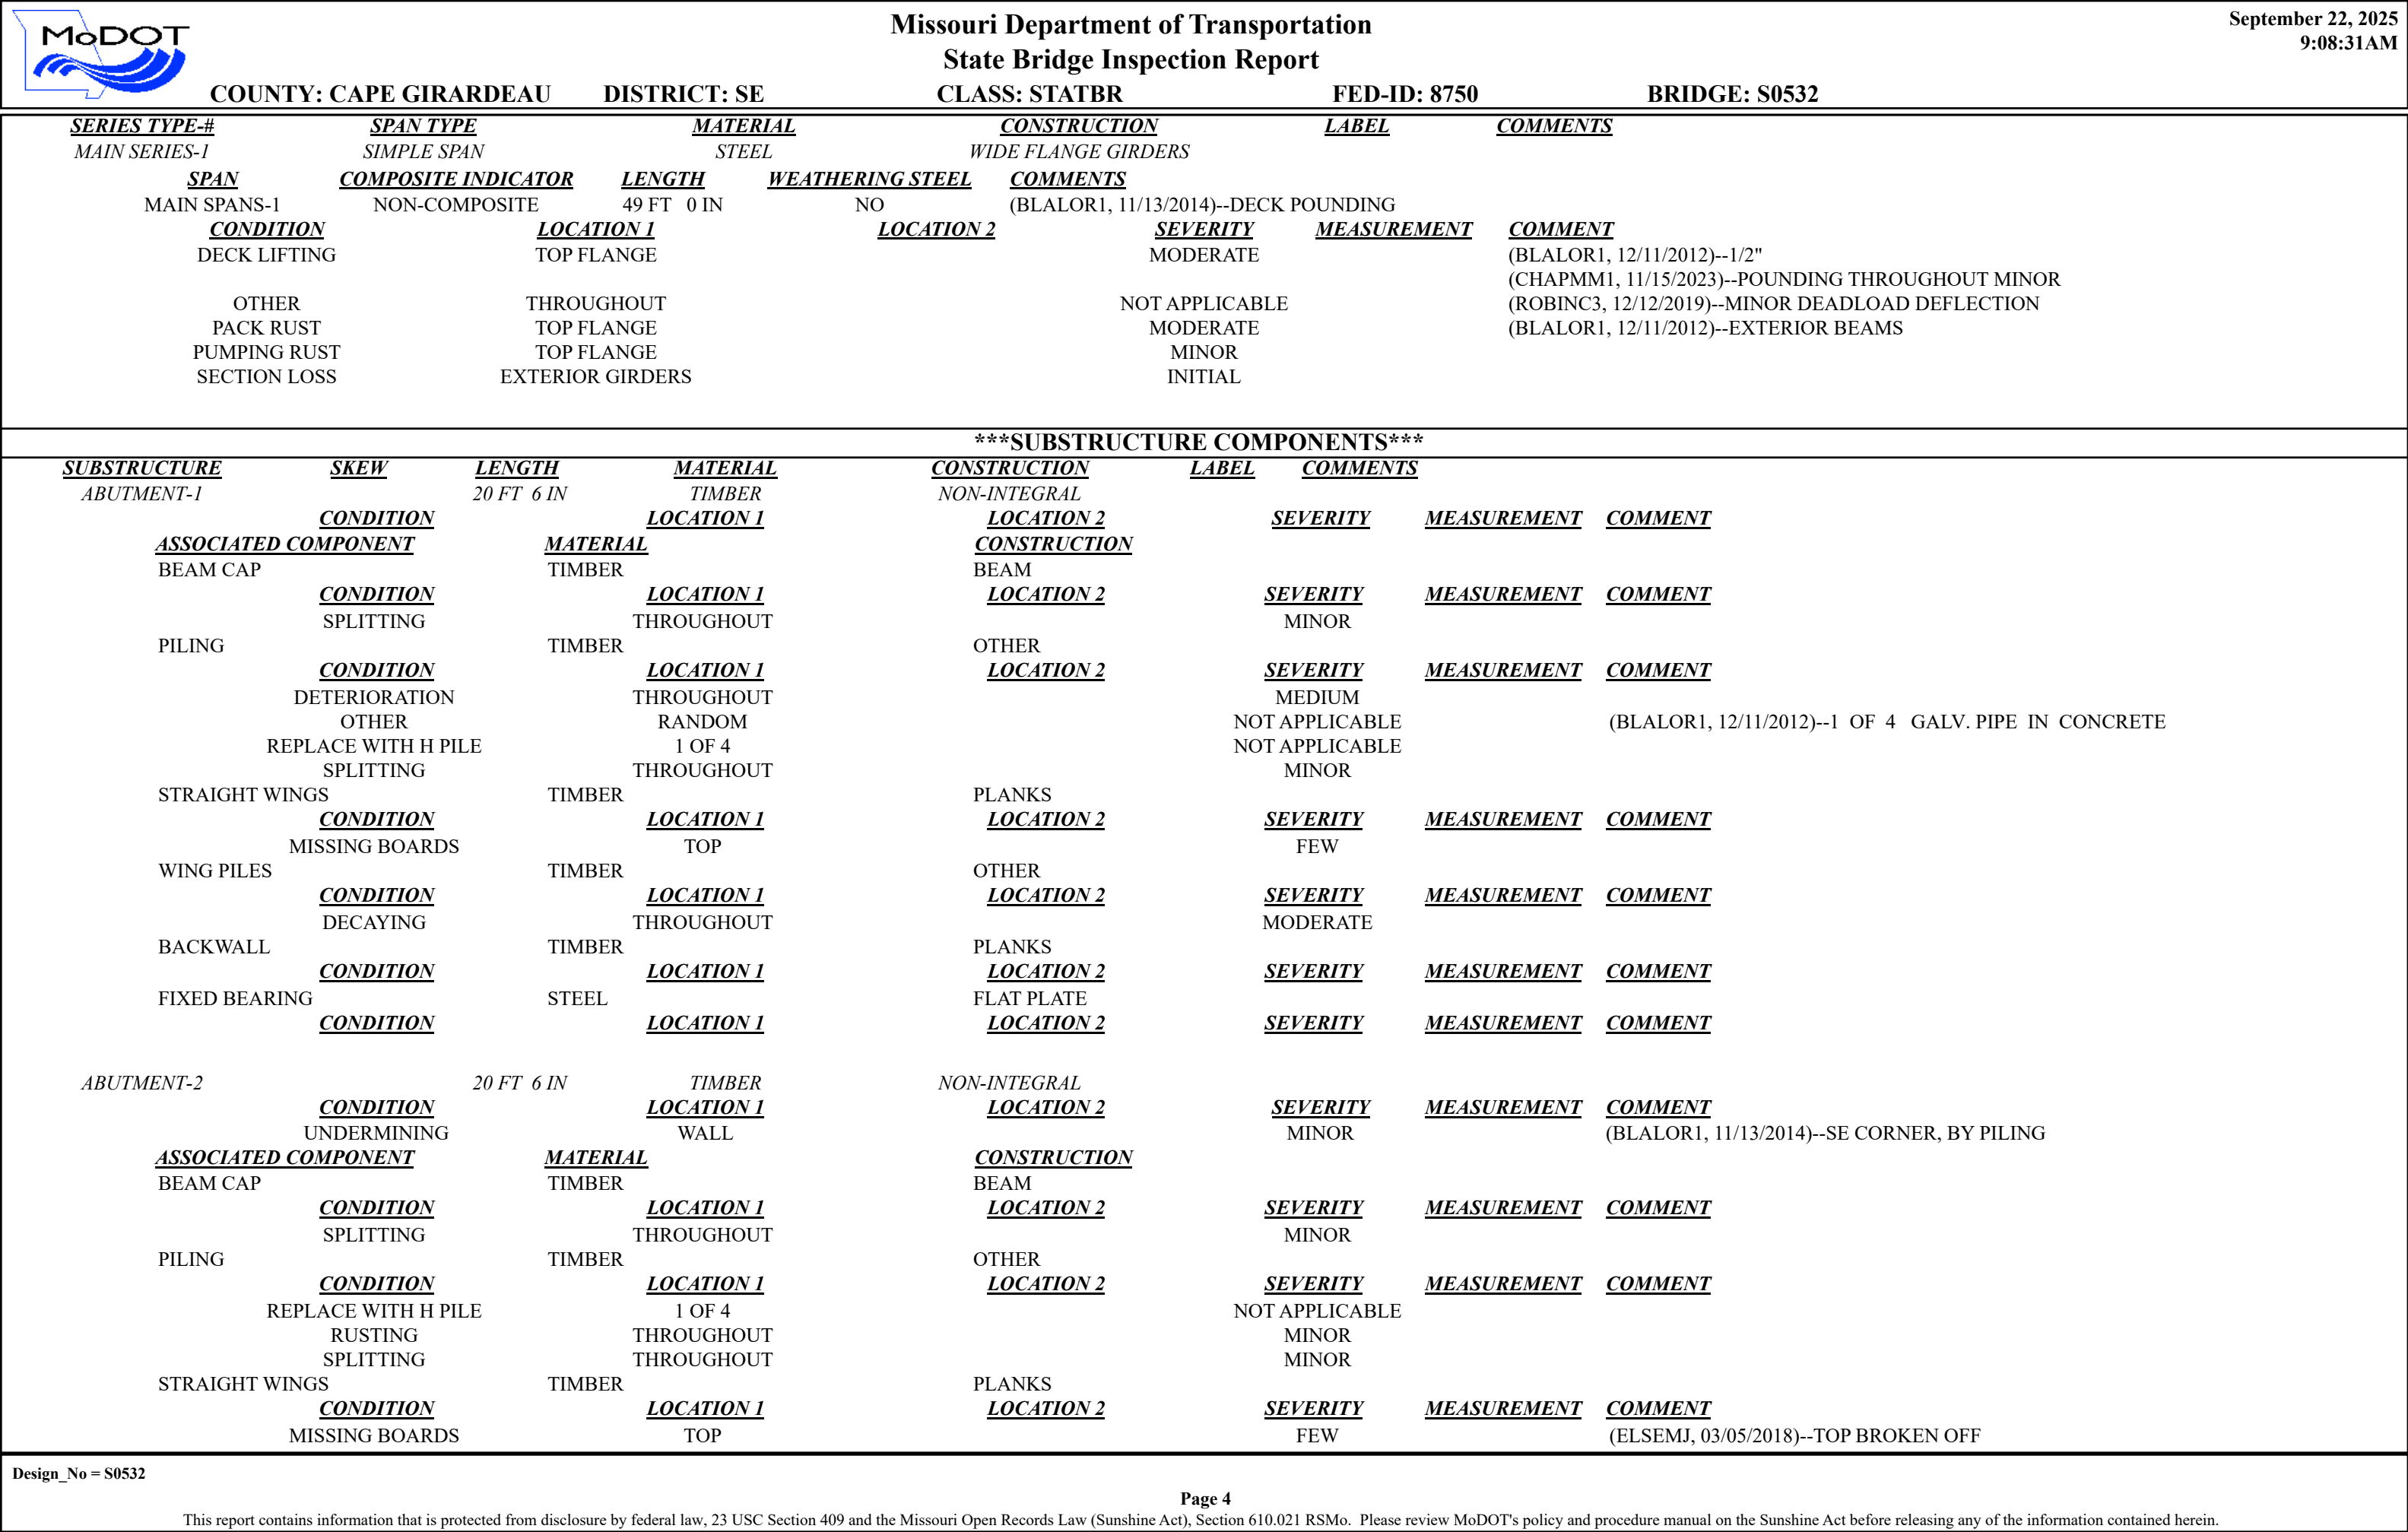 MoDOT
Missouri Department of Transportation
State Bridge Inspection Report
September 22, 2025
9:08:31AM
COUNTY: CAPE GIRARDEAU DISTRICT: SE CLASS: STATBR FED-ID: 8750 BRIDGE: S0532
SERIES TYPE-# SPAN TYPE MATERIAL CONSTRUCTION LABEL COMMENTS
MAIN SERIES-1 SIMPLE SPAN STEEL WIDE FLANGE GIRDERS
SPAN COMPOSITE INDICATOR LENGTH WEATHERING STEEL COMMENTS
MAIN SPANS-1 NON-COMPOSITE 49 FT 0 IN NO (BLALOR1, 11/13/2014)--DECK POUNDING
CONDITION LOCATION 1 LOCATION 2 SEVERITY MEASUREMENT COMMENT
DECK LIFTING TOP FLANGE MODERATE (BLALOR1, 12/11/2012)--1/2"
(CHAPMM1, 11/15/2023)--POUNDING THROUGHOUT MINOR
OTHER THROUGHOUT NOT APPLICABLE (ROBINC3, 12/12/2019)--MINOR DEADLOAD DEFLECTION
PACK RUST TOP FLANGE MODERATE (BLALOR1, 12/11/2012)--EXTERIOR BEAMS
PUMPING RUST TOP FLANGE MINOR
SECTION LOSS EXTERIOR GIRDERS INITIAL
***SUBSTRUCTURE COMPONENTS***
SUBSTRUCTURE SKEW LENGTH MATERIAL CONSTRUCTION LABEL COMMENTS
ABUTMENT-1 20 FT 6 IN TIMBER NON-INTEGRAL
CONDITION LOCATION 1 LOCATION 2 SEVERITY MEASUREMENT COMMENT
ASSOCIATED COMPONENT MATERIAL CONSTRUCTION
BEAM CAP TIMBER BEAM
CONDITION LOCATION 1 LOCATION 2 SEVERITY MEASUREMENT COMMENT
SPLITTING THROUGHOUT MINOR
PILING TIMBER OTHER
CONDITION LOCATION 1 LOCATION 2 SEVERITY MEASUREMENT COMMENT
DETERIORATION THROUGHOUT MEDIUM
OTHER RANDOM NOT APPLICABLE (BLALOR1, 12/11/2012)--1 OF 4 GALV. PIPE IN CONCRETE
REPLACE WITH H PILE 1 OF 4 NOT APPLICABLE
SPLITTING THROUGHOUT MINOR
STRAIGHT WINGS TIMBER PLANKS
CONDITION LOCATION 1 LOCATION 2 SEVERITY MEASUREMENT COMMENT
MISSING BOARDS TOP FEW
WING PILES TIMBER OTHER
CONDITION LOCATION 1 LOCATION 2 SEVERITY MEASUREMENT COMMENT
DECAYING THROUGHOUT MODERATE
BACKWALL TIMBER PLANKS
CONDITION LOCATION 1 LOCATION 2 SEVERITY MEASUREMENT COMMENT
FIXED BEARING STEEL FLAT PLATE
CONDITION LOCATION 1 LOCATION 2 SEVERITY MEASUREMENT COMMENT
ABUTMENT-2 20 FT 6 IN TIMBER NON-INTEGRAL
CONDITION LOCATION 1 LOCATION 2 SEVERITY MEASUREMENT COMMENT
UNDERMINING WALL MINOR (BLALOR1, 11/13/2014)--SE CORNER, BY PILING
ASSOCIATED COMPONENT MATERIAL CONSTRUCTION
BEAM CAP TIMBER BEAM
CONDITION LOCATION 1 LOCATION 2 SEVERITY MEASUREMENT COMMENT
SPLITTING THROUGHOUT MINOR
PILING TIMBER OTHER
CONDITION LOCATION 1 LOCATION 2 SEVERITY MEASUREMENT COMMENT
REPLACE WITH H PILE 1 OF 4 NOT APPLICABLE
RUSTING THROUGHOUT MINOR
SPLITTING THROUGHOUT MINOR
STRAIGHT WINGS TIMBER PLANKS
CONDITION LOCATION 1 LOCATION 2 SEVERITY MEASUREMENT COMMENT
MISSING BOARDS TOP FEW (ELSEMJ, 03/05/2018)--TOP BROKEN OFF
Design_No = S0532
Page 4
This report contains information that is protected from disclosure by federal law, 23 USC Section 409 and the Missouri Open Records Law (Sunshine Act), Section 610.021 RSMo. Please review MoDOT's policy and procedure manual on the Sunshine Act before releasing any of the information contained herein.